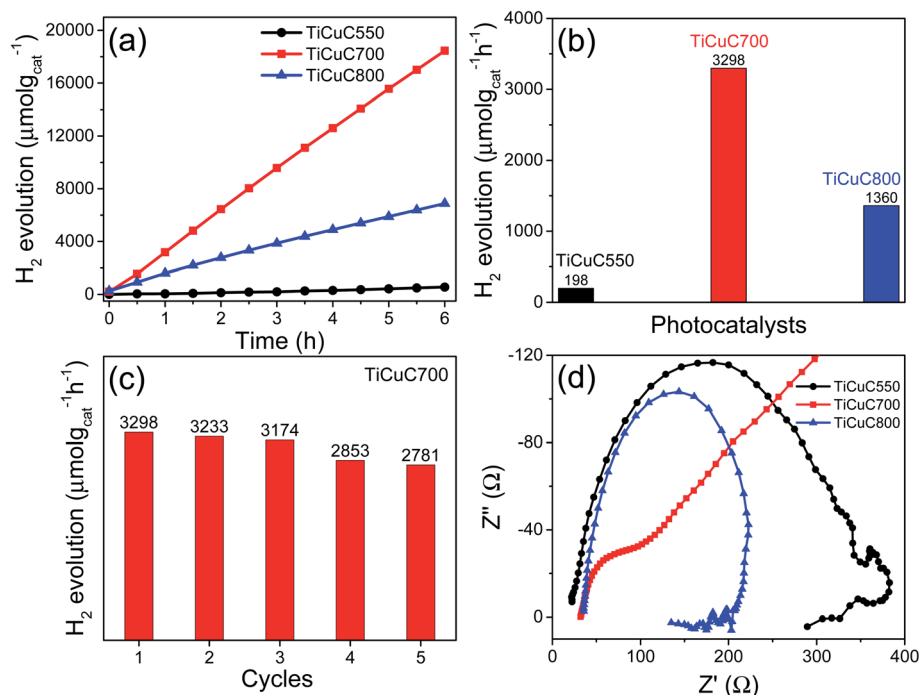 (a)
TiCuC550
TiCuC700
TiCuC800
20000
16000
12000
8000
4000
0
H₂ evolution (μmolg_cat⁻¹)
0 1 2 3 4 5 6
Time (h)
(b)
4000
3000
2000
1000
0
H₂ evolution (μmolg_cat⁻¹h⁻¹)
TiCuC700
3298
TiCuC800
1360
TiCuC550
198
Photocatalysts
(c)
TiCuC700
3298 3233 3174 2853 2781
H₂ evolution (μmolg_cat⁻¹h⁻¹)
1 2 3 4 5
Cycles
(d)
TiCuC550
TiCuC700
TiCuC800
-120
-80
-40
0
Z'' (Ω)
0 100 200 300 400
Z' (Ω)